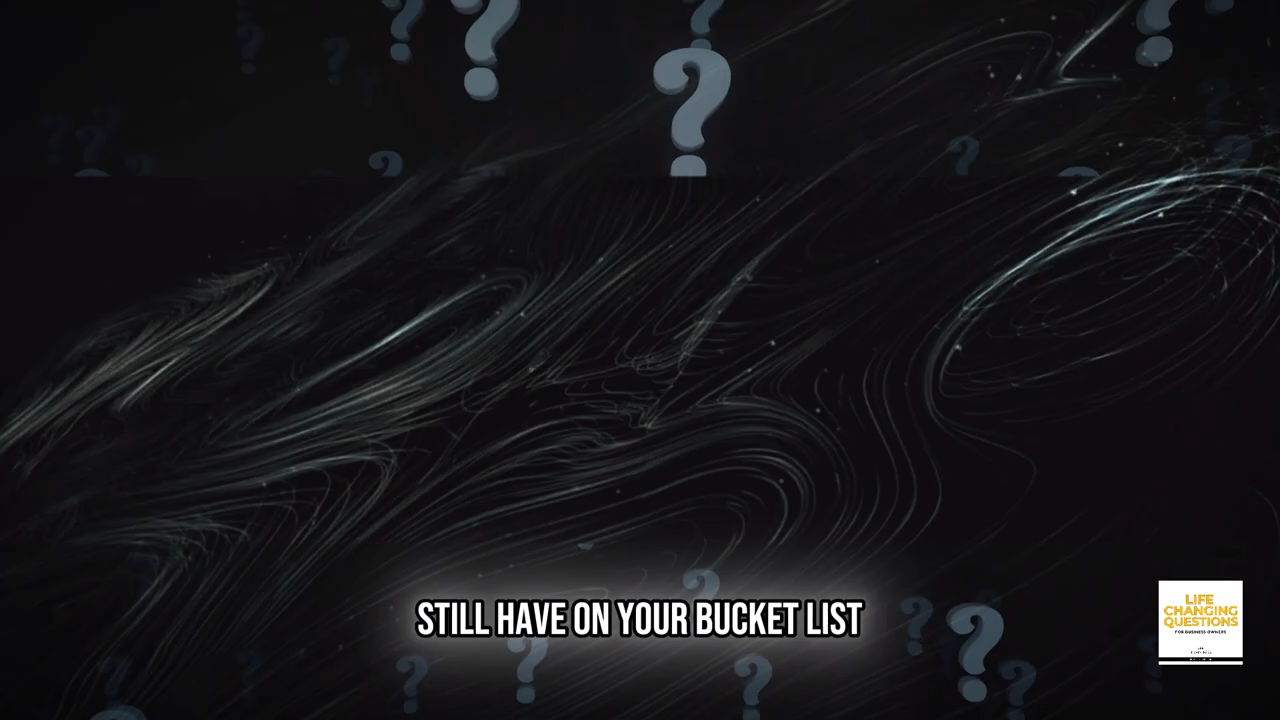 STILL HAVE ON YOUR BUCKET LIST
LIFE
CHANGING
QUESTIONS
FOR BUSINESS OWNERS